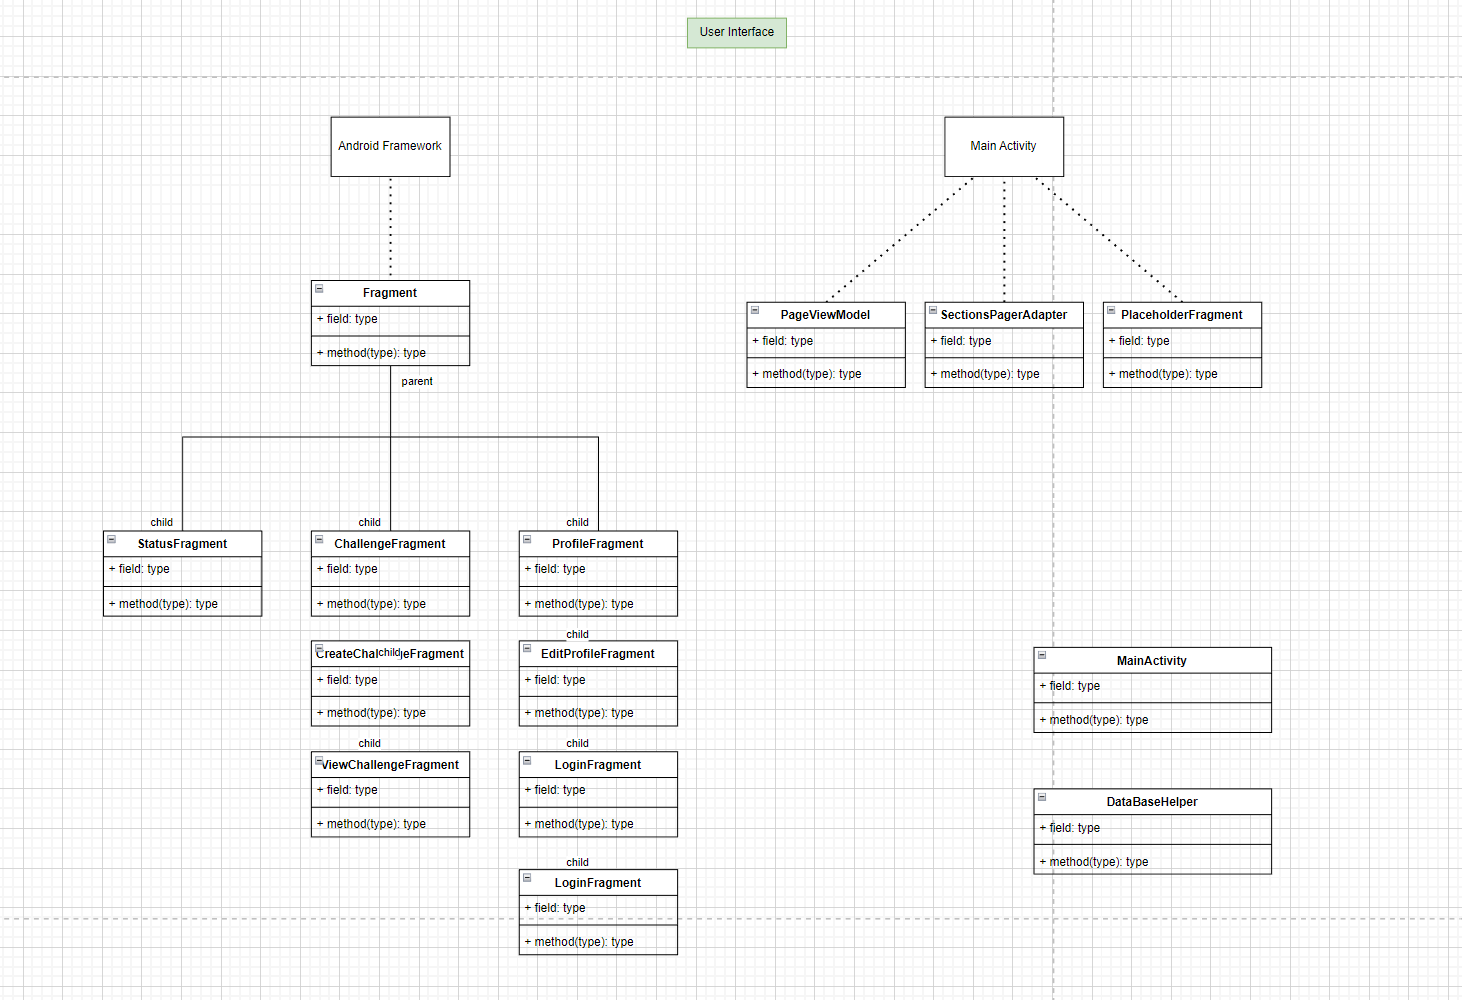 User Interface
Android Framework
Main Activity
Fragment
+ field: type
+ method(type): type
parent
PageViewModel
+ field: type
+ method(type): type
SectionsPagerAdapter
+ field: type
+ method(type): type
PlaceholderFragment
+ field: type
+ method(type): type
child
StatusFragment
+ field: type
+ method(type): type
child
ChallengeFragment
+ field: type
+ method(type): type
child
ProfileFragment
+ field: type
+ method(type): type
child
CreateChal
eFragment
+ field: type
+ method(type): type
child
EditProfileFragment
+ field: type
+ method(type): type
child
ViewChallengeFragment
+ field: type
+ method(type): type
child
LoginFragment
+ field: type
+ method(type): type
child
LoginFragment
+ field: type
+ method(type): type
MainActivity
+ field: type
+ method(type): type
DataBaseHelper
+ field: type
+ method(type): type